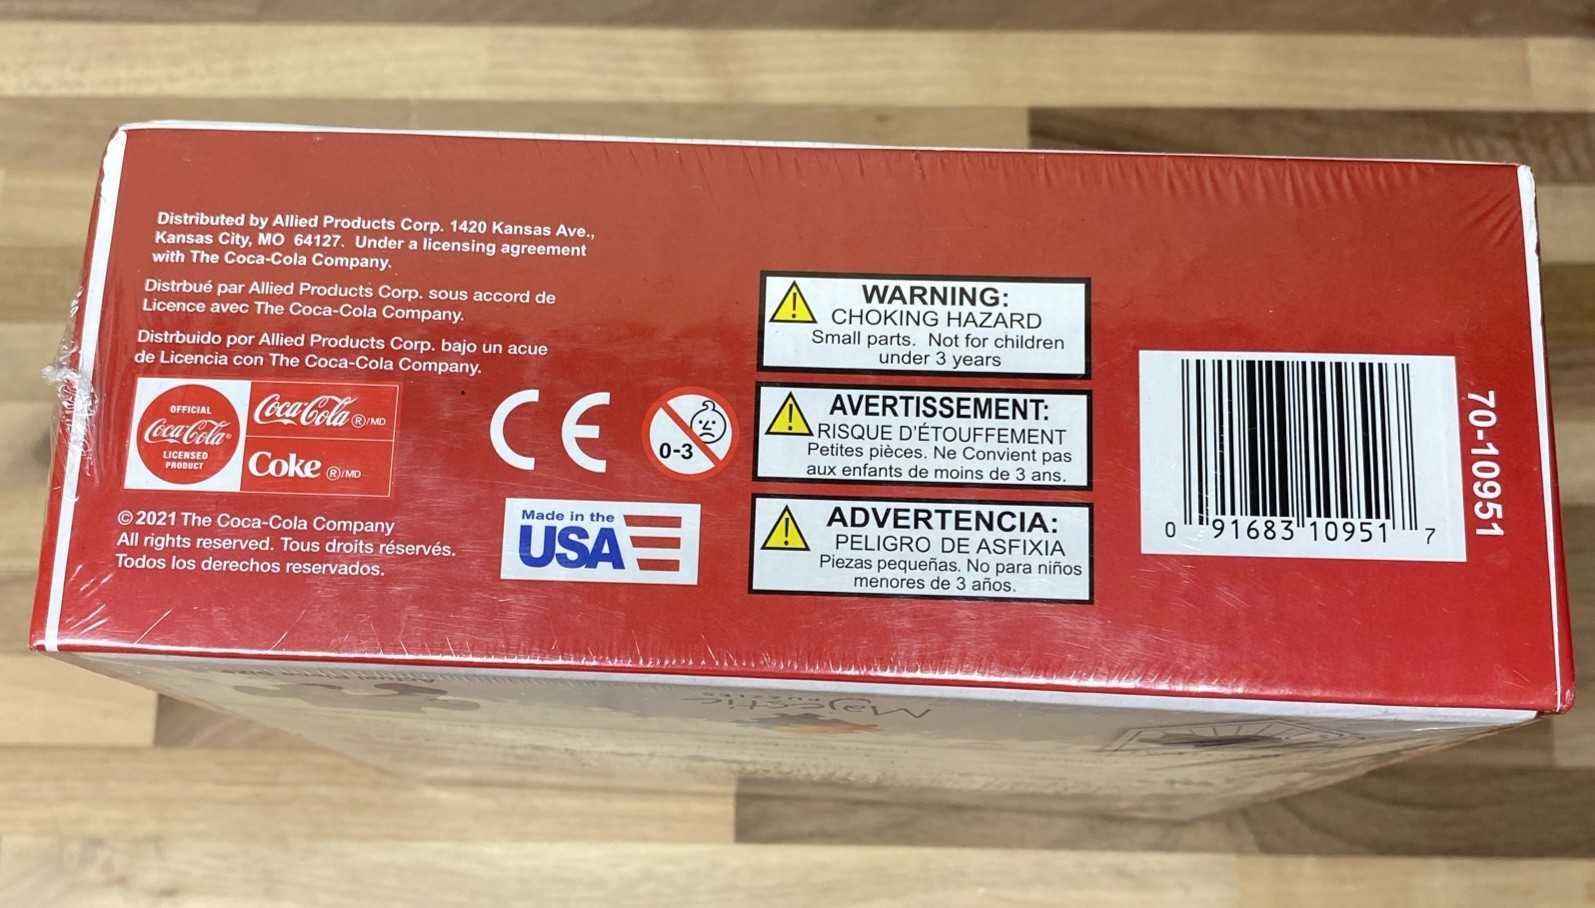 Distributed by Allied Products Corp. 1420 Kansas Ave.,
Kansas City, MO 64127. Under a licensing agreement
with The Coca-Cola Company.
Distrbué par Allied Products Corp. sous accord de
Licence avec The Coca-Cola Company.
Distrbuido por Allied Products Corp. bajo un acue
de Licencia con The Coca-Cola Company.
OFFICIAL
Coca-Cola®
LICENSED
PRODUCT
Coca-Cola ®/MD
Coke ®/MD
© 2021 The Coca-Cola Company
All rights reserved. Tous droits réservés.
Todos los derechos reservados.
CE
0-3
Made in the
USA
WARNING:
CHOKING HAZARD
Small parts. Not for children
under 3 years
AVERTISSEMENT:
RISQUE D'ÉTOUFFEMENT
Petites pièces. Ne Convient pas
aux enfants de moins de 3 ans.
ADVERTENCIA:
PELIGRO DE ASFIXIA
Piezas pequeñas. No para niños
menores de 3 años.
0 91683 10951 7
70-10951
Actual Piece Size
Majestic
PUZZLES